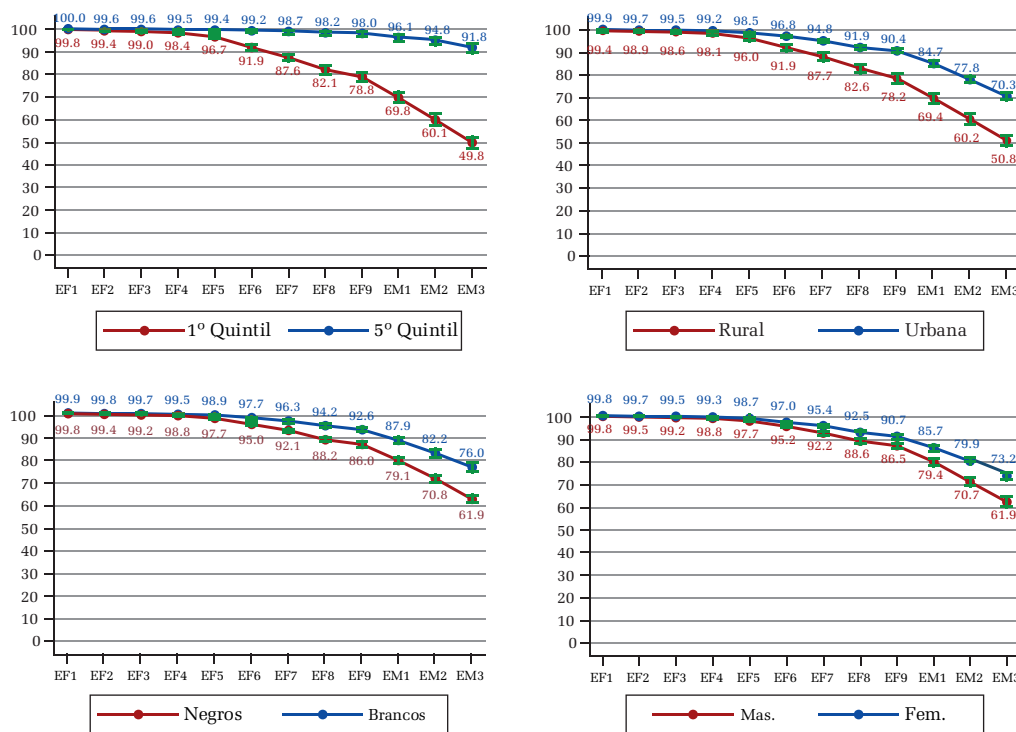 100.0 99.6 99.6 99.5 99.4 99.2 98.7 98.2 98.0 96.1 94.8 91.8
100
90
80
70
60
50
40
30
20
10
0
99.8 99.4 99.0 98.4 96.7 91.9 87.6 82.1 78.8 69.8 60.1 49.8
EF1 EF2 EF3 EF4 EF5 EF6 EF7 EF8 EF9 EM1 EM2 EM3
1º Quintil 5º Quintil
99.9 99.7 99.5 99.2 98.5 96.8 94.8 91.9 90.4 84.7 77.8 70.3
100
90
80
70
60
50
40
30
20
10
0
99.4 98.9 98.6 98.1 96.0 91.9 87.7 82.6 78.2 69.4 60.2 50.8
EF1 EF2 EF3 EF4 EF5 EF6 EF7 EF8 EF9 EM1 EM2 EM3
Rural Urbana
99.9 99.8 99.7 99.5 98.9 97.7 96.3 94.2 92.6 87.9 82.2 76.0
100
90
80
70
60
50
40
30
20
10
0
99.8 99.4 99.2 98.8 97.7 95.0 92.1 88.2 86.0 79.1 70.8 61.9
EF1 EF2 EF3 EF4 EF5 EF6 EF7 EF8 EF9 EM1 EM2 EM3
Negros Brancos
99.8 99.7 99.5 99.3 98.7 97.0 95.4 92.5 90.7 85.7 79.9 73.2
100
90
80
70
60
50
40
30
20
10
0
99.8 99.5 99.2 98.8 97.7 95.2 92.2 88.6 86.5 79.4 70.7 61.9
EF1 EF2 EF3 EF4 EF5 EF6 EF7 EF8 EF9 EM1 EM2 EM3
Mas. Fem.